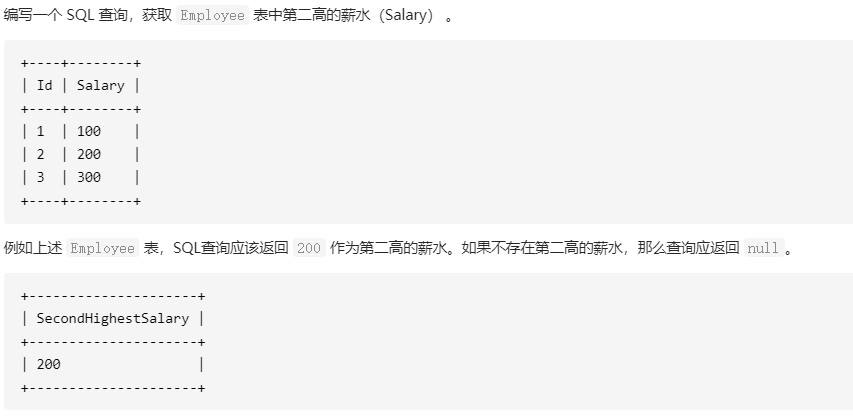 编写一个 SQL 查询，获取 Employee 表中第二高的薪水（Salary） 。
+----+--------+
| Id | Salary |
+----+--------+
| 1  | 100    |
| 2  | 200    |
| 3  | 300    |
+----+--------+
例如上述 Employee 表，SQL查询应该返回 200 作为第二高的薪水。如果不存在第二高的薪水，那么查询应返回 null。
+---------------------+
| SecondHighestSalary |
+---------------------+
| 200                 |
+---------------------+